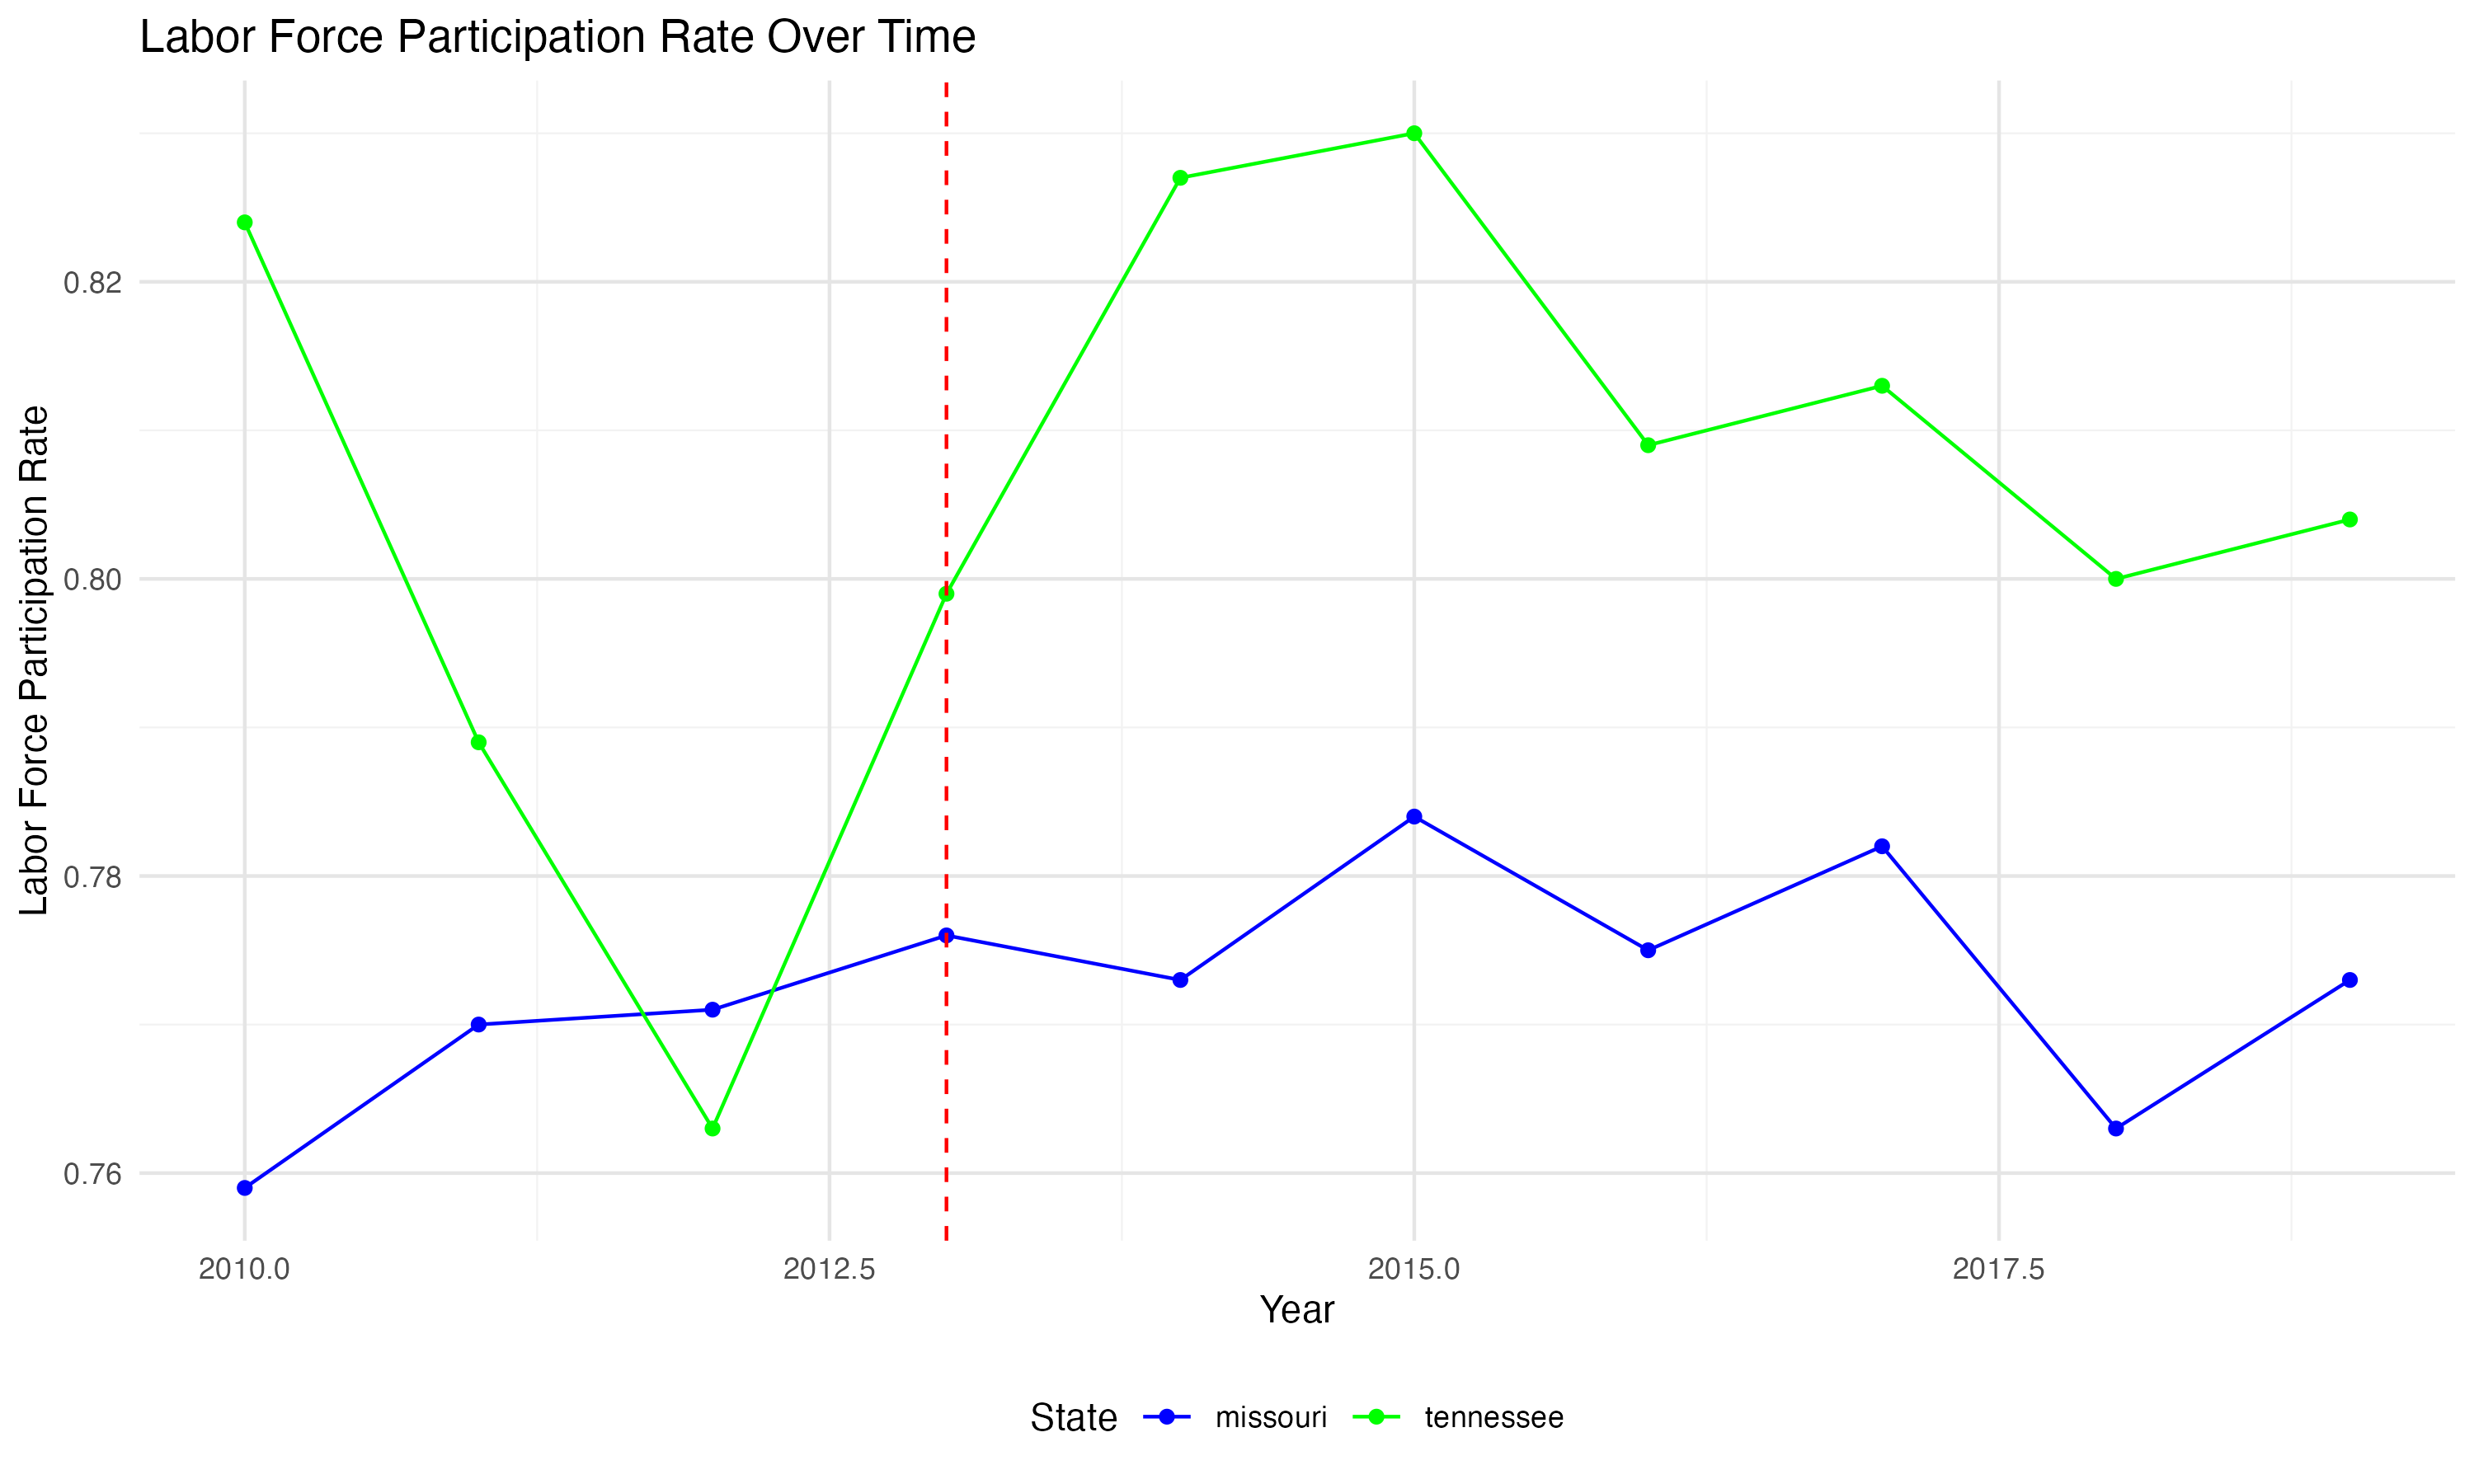 Labor Force Participation Rate Over Time
Labor Force Participation Rate
0.82
0.80
0.78
0.76
2010.0 2012.5 2015.0 2017.5
Year
State missouri tennessee